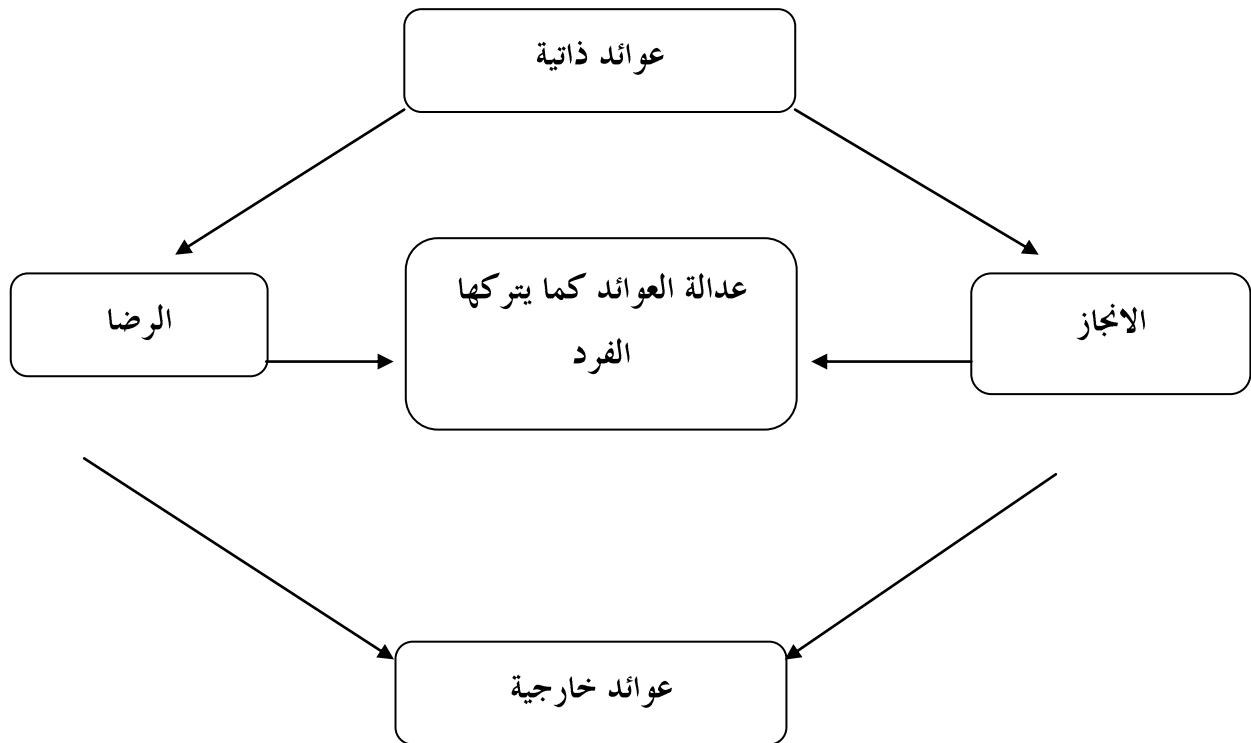 عوائد ذاتية
عدالة العوائد كما يتركها
الفرد
الانجاز
الرضا
عوائد خارجية